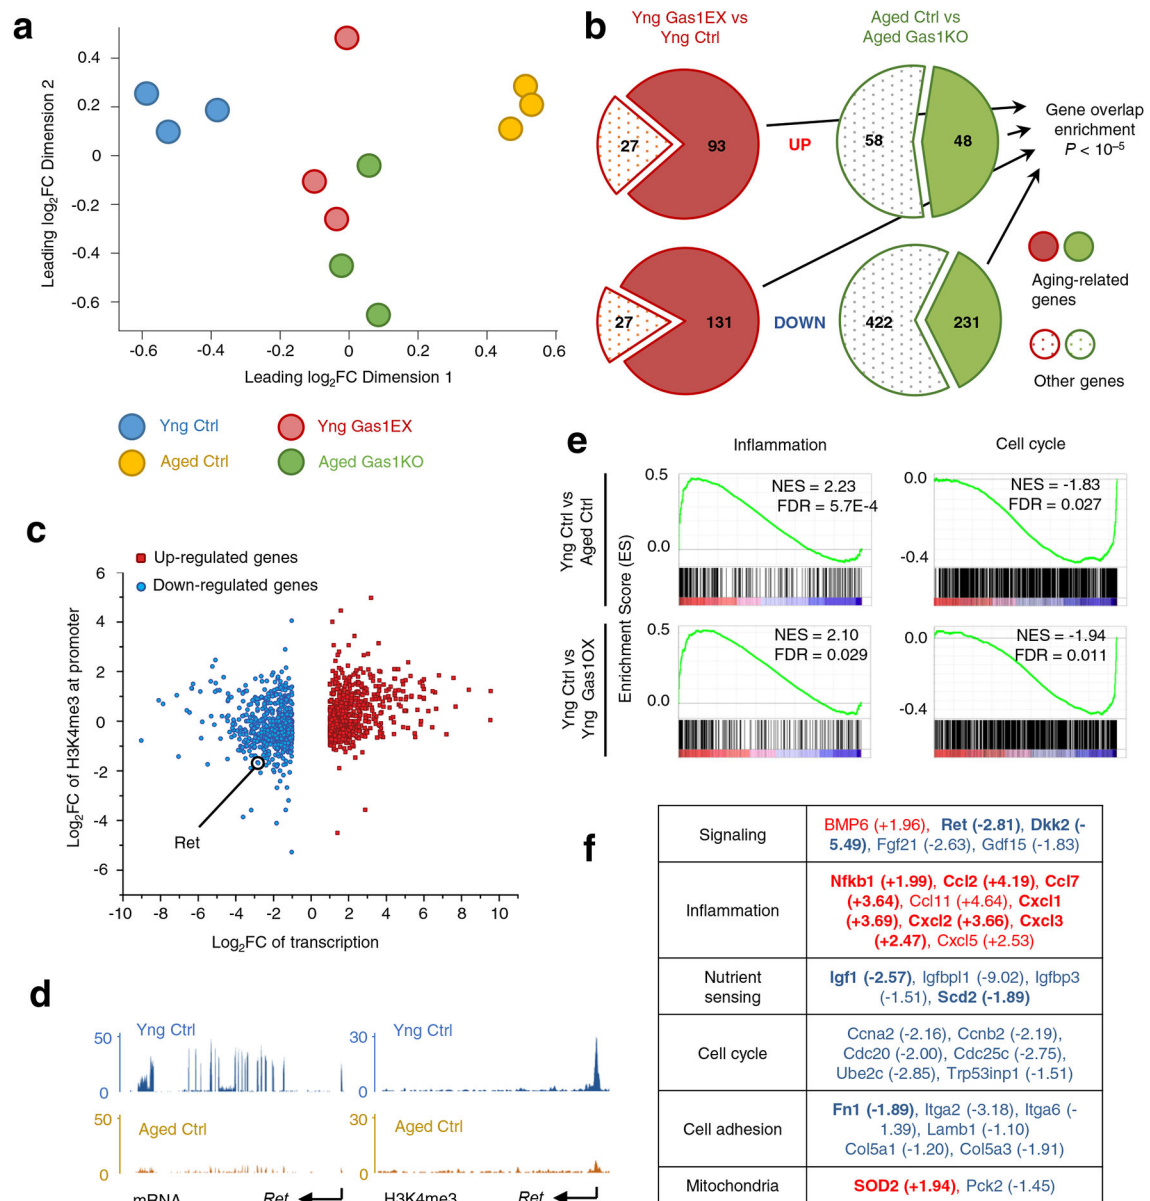 a
0.4
0.2
0
-0.2
-0.4
-0.6
Leading log2FC Dimension 2
-0.6 -0.4 -0.2 0 0.2 0.4 0.6
Leading log2FC Dimension 1
Yng Ctrl
Yng Gas1EX
Aged Ctrl
Aged Gas1KO
b
Yng Gas1EX vs
Yng Ctrl
Aged Ctrl vs
Aged Gas1KO
27 93
UP
58 48
Gene overlap
enrichment
P < 10–5
27 131
DOWN
422 231
Aging-related
genes
Other genes
c
Up-regulated genes
Down-regulated genes
6
4
2
0
-2
-4
-6
Log2FC of H3K4me3 at promoter
Ret
-10 -8 -6 -4 -2 0 2 4 6 8 10
Log2FC of transcription
d
Yng Ctrl
50
0
Yng Ctrl
30
0
Aged Ctrl
50
0
Aged Ctrl
30
0
mRNA
Ret
H3K4me3
Ret
e
Inflammation
Cell cycle
Yng Ctrl vs
Aged Ctrl
Enrichment Score (ES)
0.5
0.0
NES = 2.23
FDR = 5.7E-4
0.0
-0.4
NES = -1.83
FDR = 0.027
Yng Ctrl vs
Yng Gas1OX
0.5
0.0
NES = 2.10
FDR = 0.029
0.0
-0.4
NES = -1.94
FDR = 0.011
f
Signaling
BMP6 (+1.96), Ret (-2.81), Dkk2 (-
5.49), Fgf21 (-2.63), Gdf15 (-1.83)
Inflammation
Nfkb1 (+1.99), Ccl2 (+4.19), Ccl7
(+3.64), Ccl11 (+4.64), Cxcl1
(+3.69), Cxcl2 (+3.66), Cxcl3
(+2.47), Cxcl5 (+2.53)
Nutrient
sensing
Igf1 (-2.57), Igfbpl1 (-9.02), Igfbp3
(-1.51), Scd2 (-1.89)
Cell cycle
Ccna2 (-2.16), Ccnb2 (-2.19),
Cdc20 (-2.00), Cdc25c (-2.75),
Ube2c (-2.85), Trp53inp1 (-1.51)
Cell adhesion
Fn1 (-1.89), Itga2 (-3.18), Itga6 (-
1.39), Lamb1 (-1.10)
Col5a1 (-1.20), Col5a3 (-1.91)
Mitochondria
SOD2 (+1.94), Pck2 (-1.45)